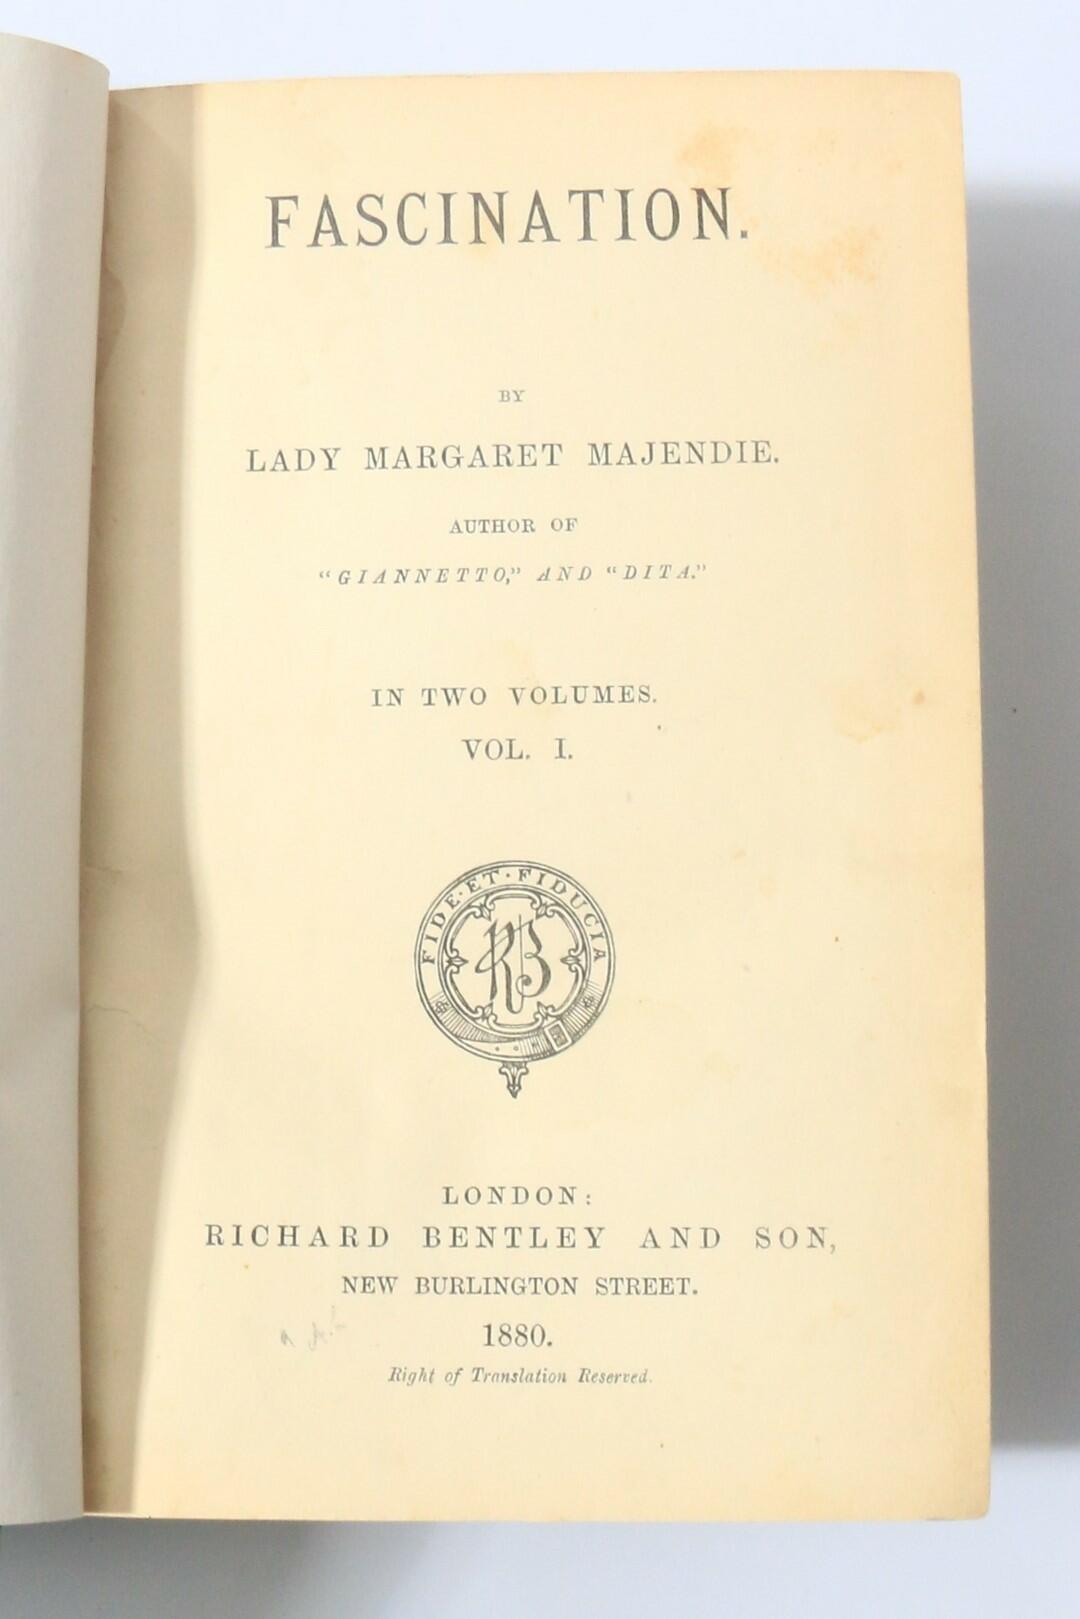 FASCINATION.
BY
LADY MARGARET MAJENDIE.
AUTHOR OF
“GIANNETTO,” AND “DITA.”
IN TWO VOLUMES.
VOL. I.
FIDE·ET·FIDUCIA
RB
LONDON:
RICHARD BENTLEY AND SON,
NEW BURLINGTON STREET.
1880.
Right of Translation Reserved.